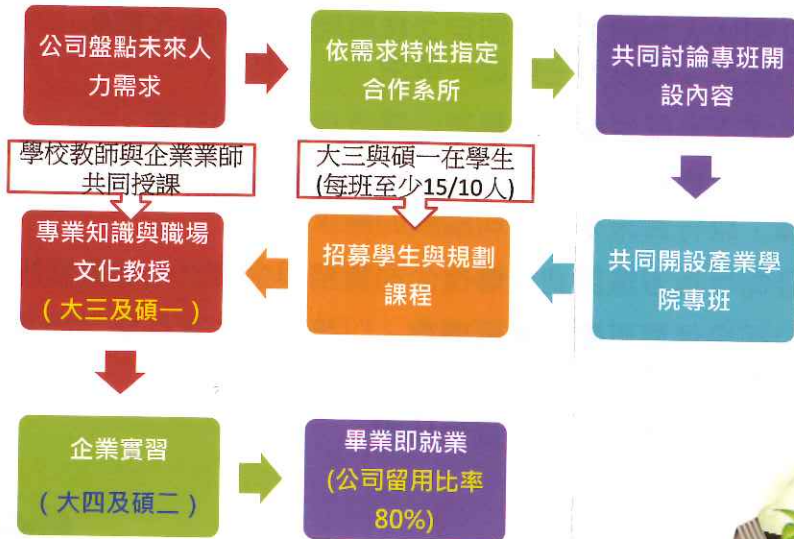 公司盤點未來人
力需求
依需求特性指定
合作系所
共同討論專班開
設內容
共同開設產業學
院專班
大三與碩一在學生
(每班至少15/10人)
招募學生與規劃
課程
學校教師與企業業師
共同授課
專業知識與職場
文化教授
(大三及碩一)
企業實習
(大四及碩二)
畢業即就業
(公司留用比率
80%)